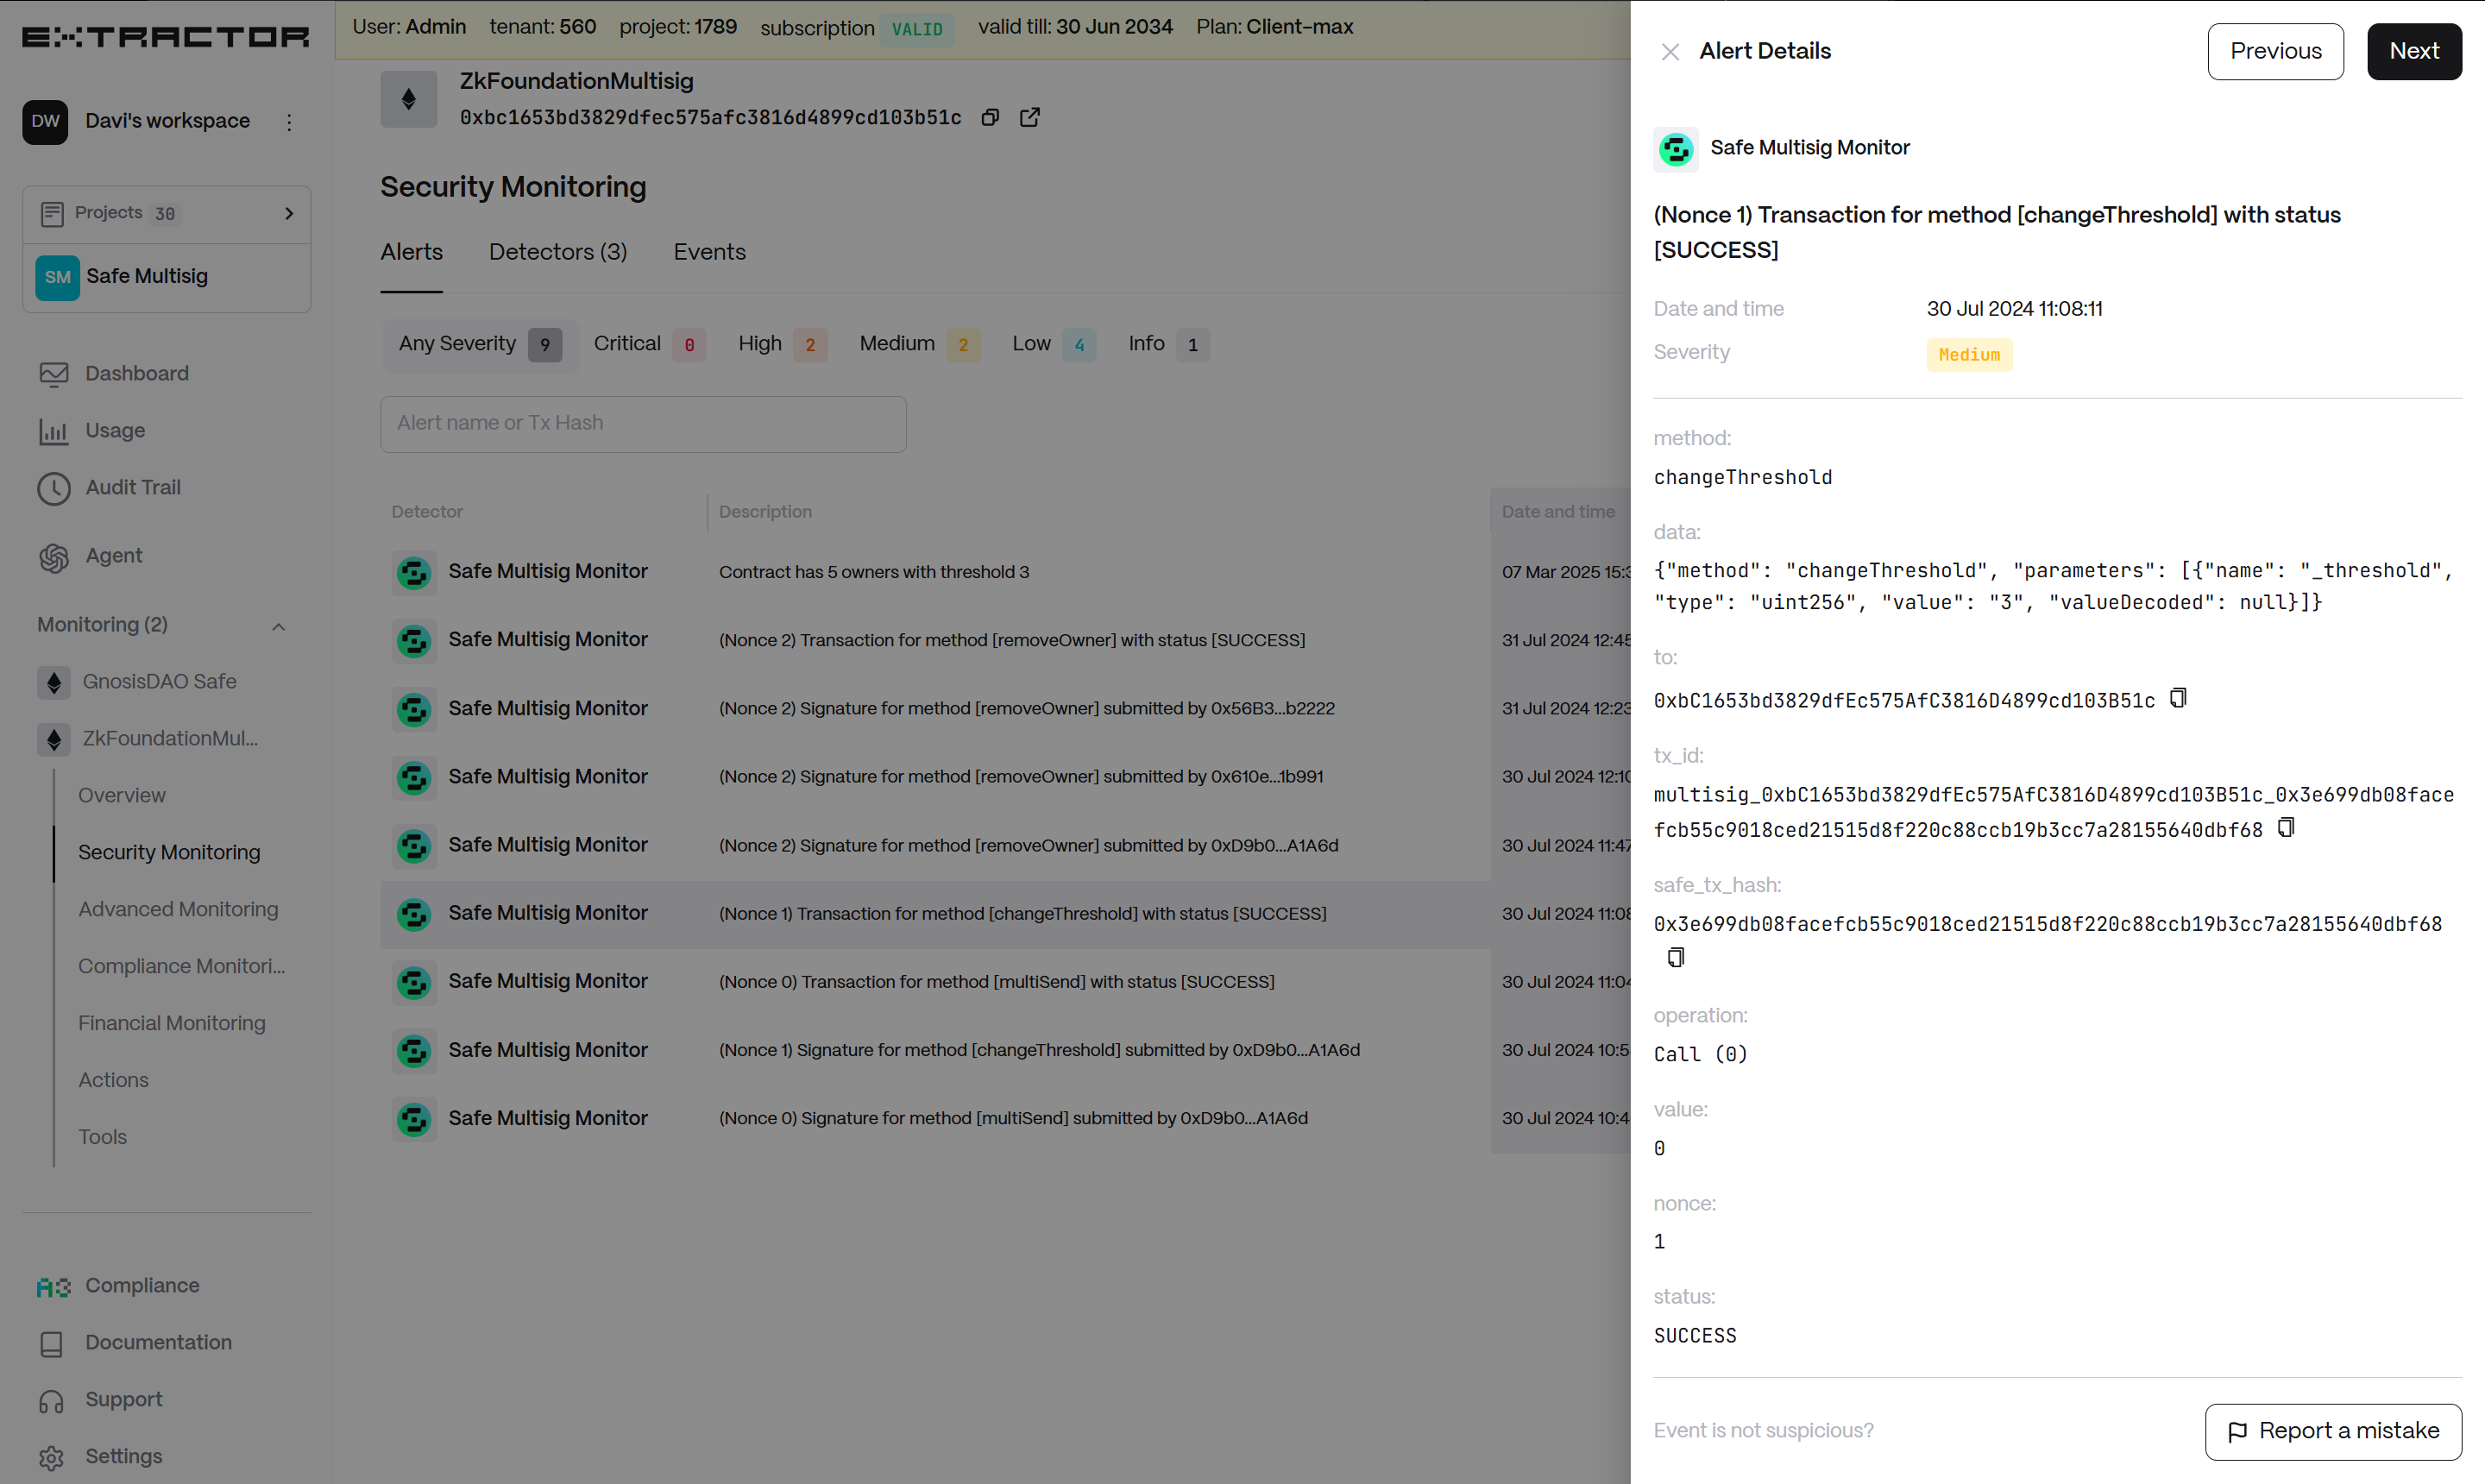 EXTRACTOR
DW Davi's workspace
Projects 30
SM Safe Multisig
Dashboard
Usage
Audit Trail
Agent
Monitoring (2)
GnosisDAO Safe
ZkFoundationMul...
Overview
Security Monitoring
Advanced Monitoring
Compliance Monitori...
Financial Monitoring
Actions
Tools
Compliance
Documentation
Support
Settings
User: Admin tenant: 560 project: 1789 subscription VALID valid till: 30 Jun 2034 Plan: Client-max
ZkFoundationMultisig
0xbc1653bd3829dfec575afc3816d4899cd103b51c
Security Monitoring
Alerts Detectors (3) Events
Any Severity 9 Critical 0 High 2 Medium 2 Low 4 Info 1
Alert name or Tx Hash
Detector Description Date and time
Safe Multisig Monitor Contract has 5 owners with threshold 3 07 Mar 2025 15:3
Safe Multisig Monitor (Nonce 2) Transaction for method [removeOwner] with status [SUCCESS] 31 Jul 2024 12:45
Safe Multisig Monitor (Nonce 2) Signature for method [removeOwner] submitted by 0x56B3...b2222 31 Jul 2024 12:23
Safe Multisig Monitor (Nonce 2) Signature for method [removeOwner] submitted by 0x610e...1b991 30 Jul 2024 12:10
Safe Multisig Monitor (Nonce 2) Signature for method [removeOwner] submitted by 0xD9b0...A1A6d 30 Jul 2024 11:47
Safe Multisig Monitor (Nonce 1) Transaction for method [changeThreshold] with status [SUCCESS] 30 Jul 2024 11:08
Safe Multisig Monitor (Nonce 0) Transaction for method [multiSend] with status [SUCCESS] 30 Jul 2024 11:04
Safe Multisig Monitor (Nonce 1) Signature for method [changeThreshold] submitted by 0xD9b0...A1A6d 30 Jul 2024 10:5
Safe Multisig Monitor (Nonce 0) Signature for method [multiSend] submitted by 0xD9b0...A1A6d 30 Jul 2024 10:4
Alert Details Previous Next
Safe Multisig Monitor
(Nonce 1) Transaction for method [changeThreshold] with status
[SUCCESS]
Date and time 30 Jul 2024 11:08:11
Severity Medium
method:
changeThreshold
data:
{"method": "changeThreshold", "parameters": [{"name": "_threshold",
"type": "uint256", "value": "3", "valueDecoded": null}]}
to:
0xbC1653bd3829dfEc575AfC3816D4899cd103B51c
tx_id:
multisig_0xbC1653bd3829dfEc575AfC3816D4899cd103B51c_0x3e699db08face
fcb55c9018ced21515d8f220c88ccb19b3cc7a28155640dbf68
safe_tx_hash:
0x3e699db08facefcb55c9018ced21515d8f220c88ccb19b3cc7a28155640dbf68
operation:
Call (0)
value:
0
nonce:
1
status:
SUCCESS
Event is not suspicious? Report a mistake